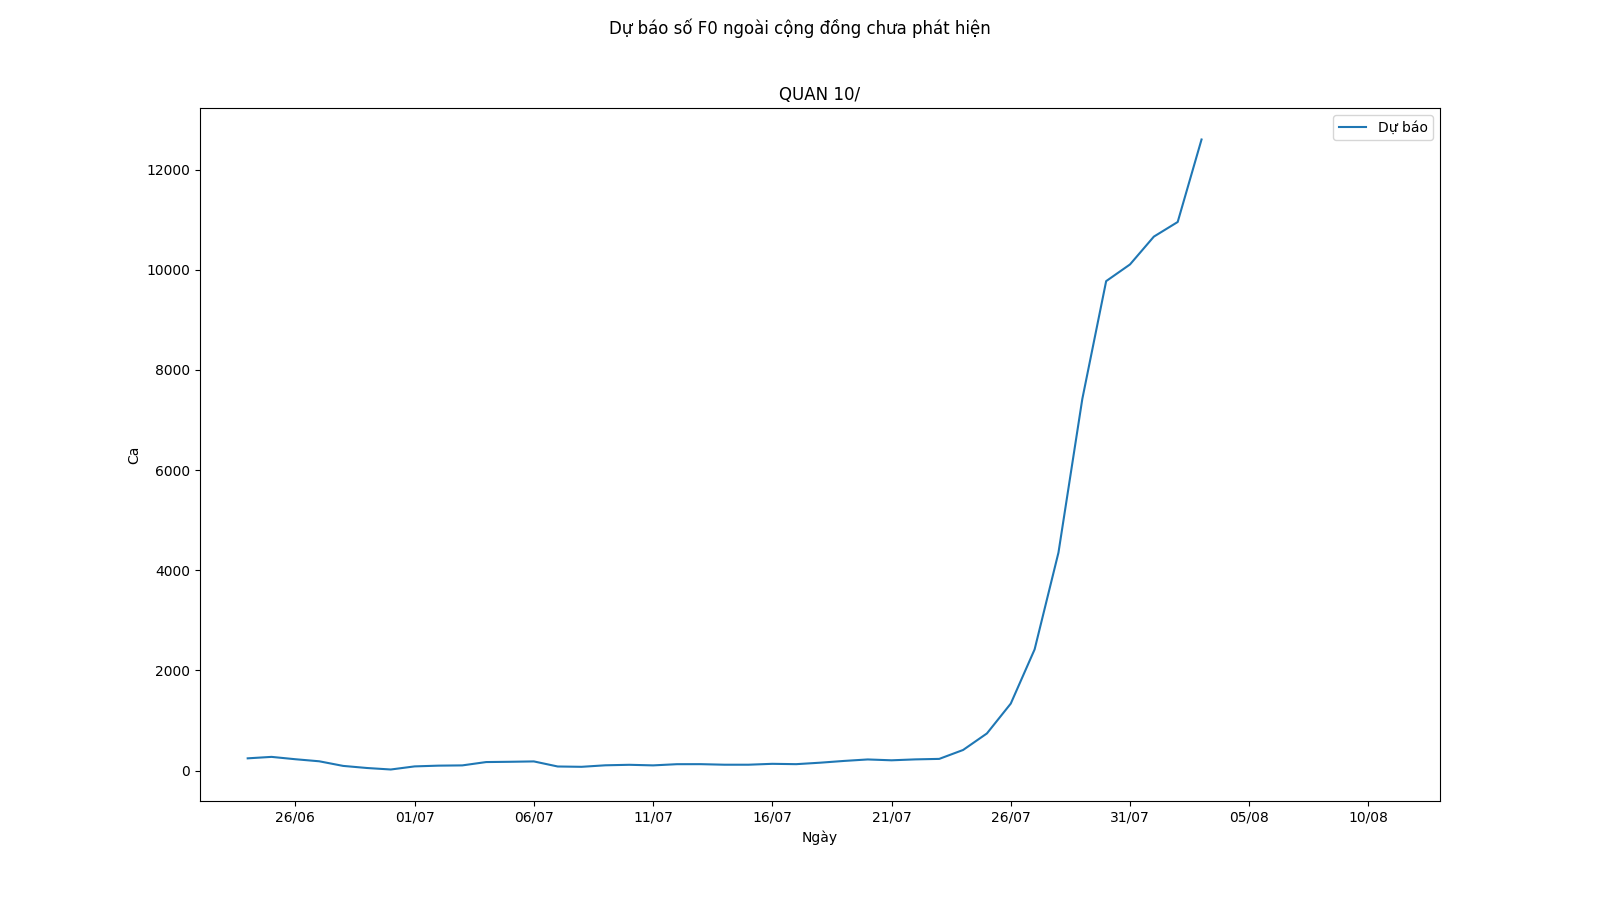 Dự báo số F0 ngoài cộng đồng chưa phát hiện
QUAN 10/
Dự báo
12000
10000
8000
6000
4000
2000
0
Ca
26/06 01/07 06/07 11/07 16/07 21/07 26/07 31/07 05/08 10/08
Ngày